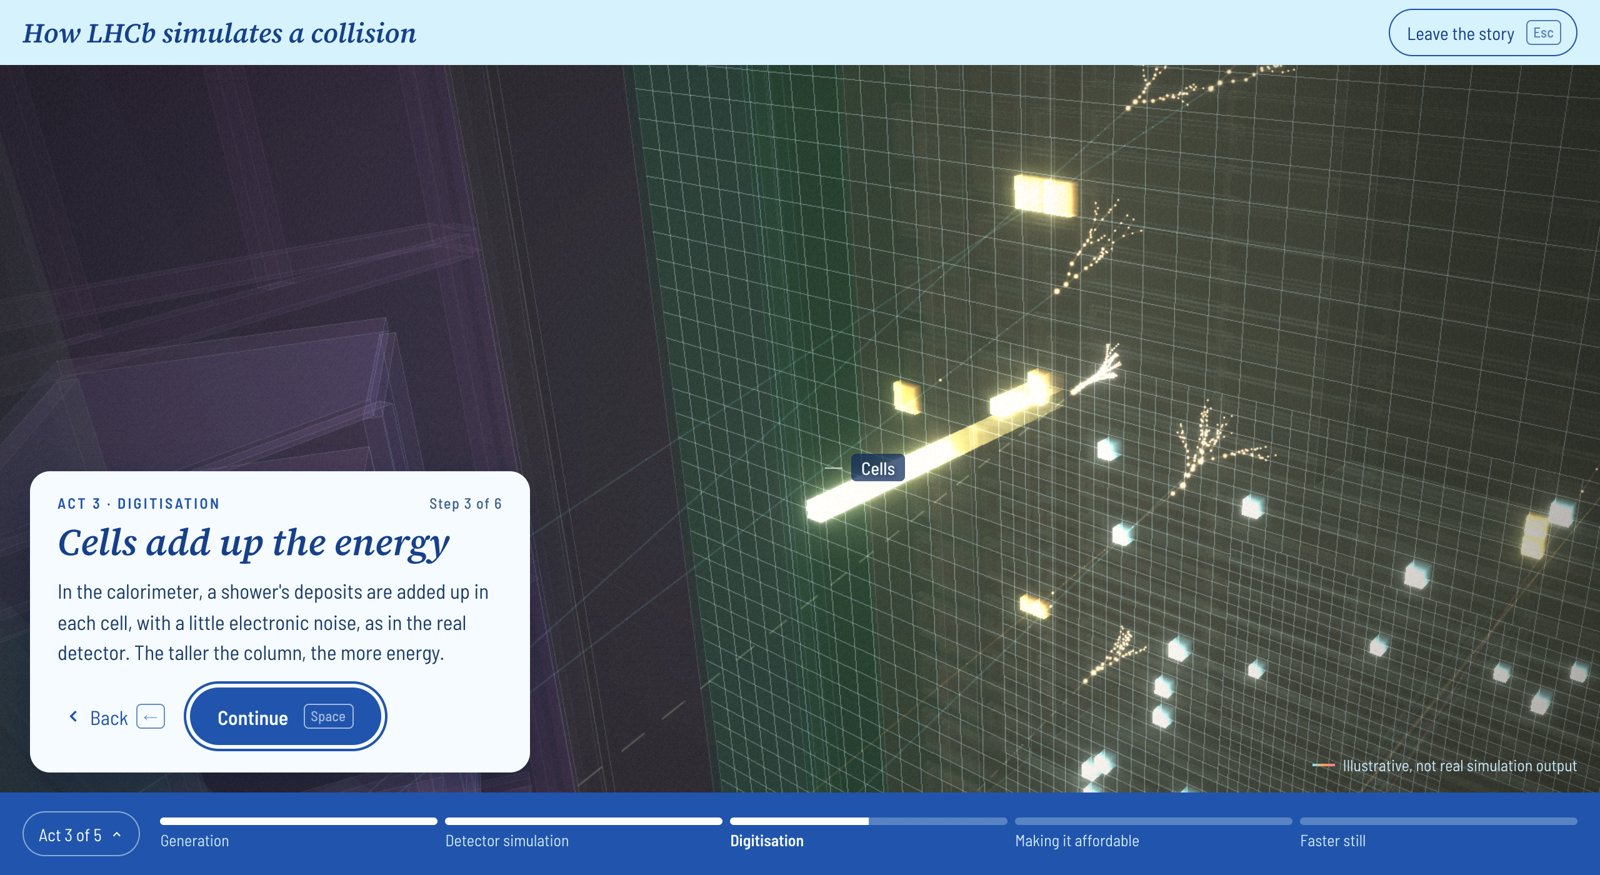 How LHCb simulates a collision
Leave the story Esc
Cells
ACT 3 · DIGITISATION
Step 3 of 6
Cells add up the energy
In the calorimeter, a shower's deposits are added up in
each cell, with a little electronic noise, as in the real
detector. The taller the column, the more energy.
Back ←
Continue Space
Illustrative, not real simulation output
Act 3 of 5
Generation
Detector simulation
Digitisation
Making it affordable
Faster still